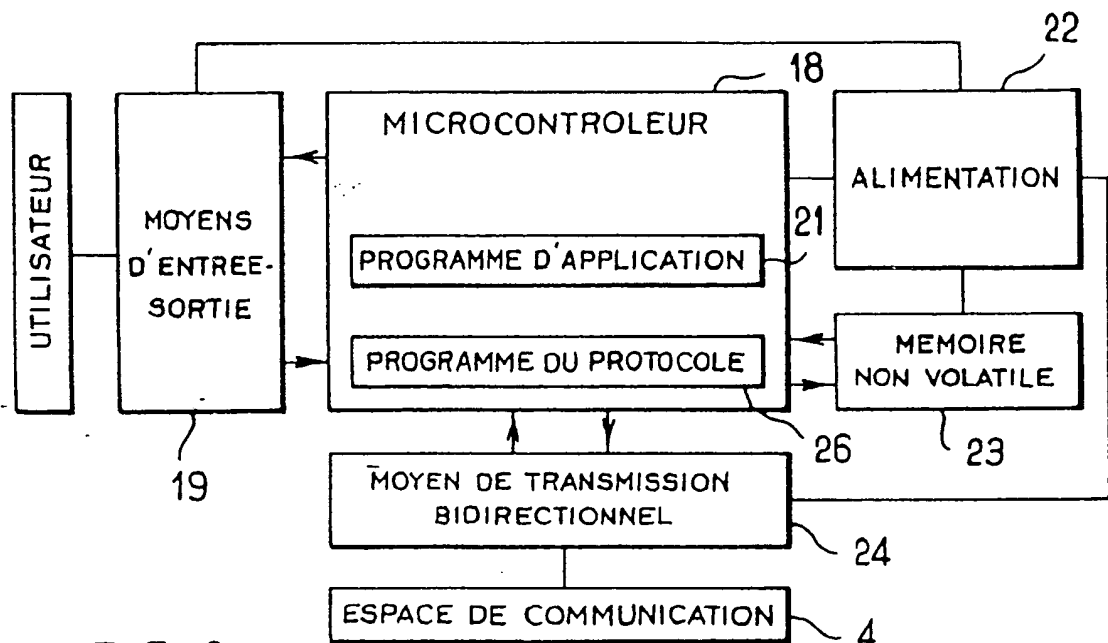 22
18
UTILISATEUR
MOYENS
D'ENTREE-
SORTIE
MICROCONTROLEUR
ALIMENTATION
21
PROGRAMME D'APPLICATION
PROGRAMME DU PROTOCOLE
MEMOIRE
NON VOLATILE
19
26
23
MOYEN DE TRANSMISSION
BIDIRECTIONNEL
24
ESPACE DE COMMUNICATION
4